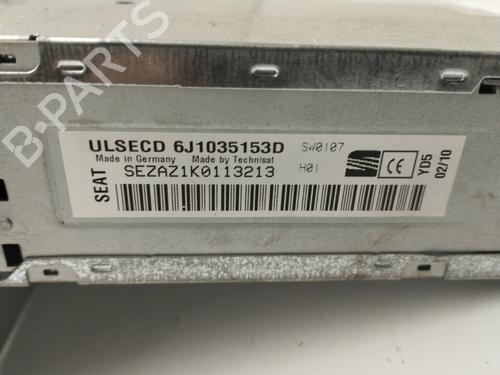 ULSECD 6J1035153D SW0107
Made in Germany Made by Technisat
SEZAZ1K0113213 H01
SEAT
CE
YD5
02/10
B-PARTS